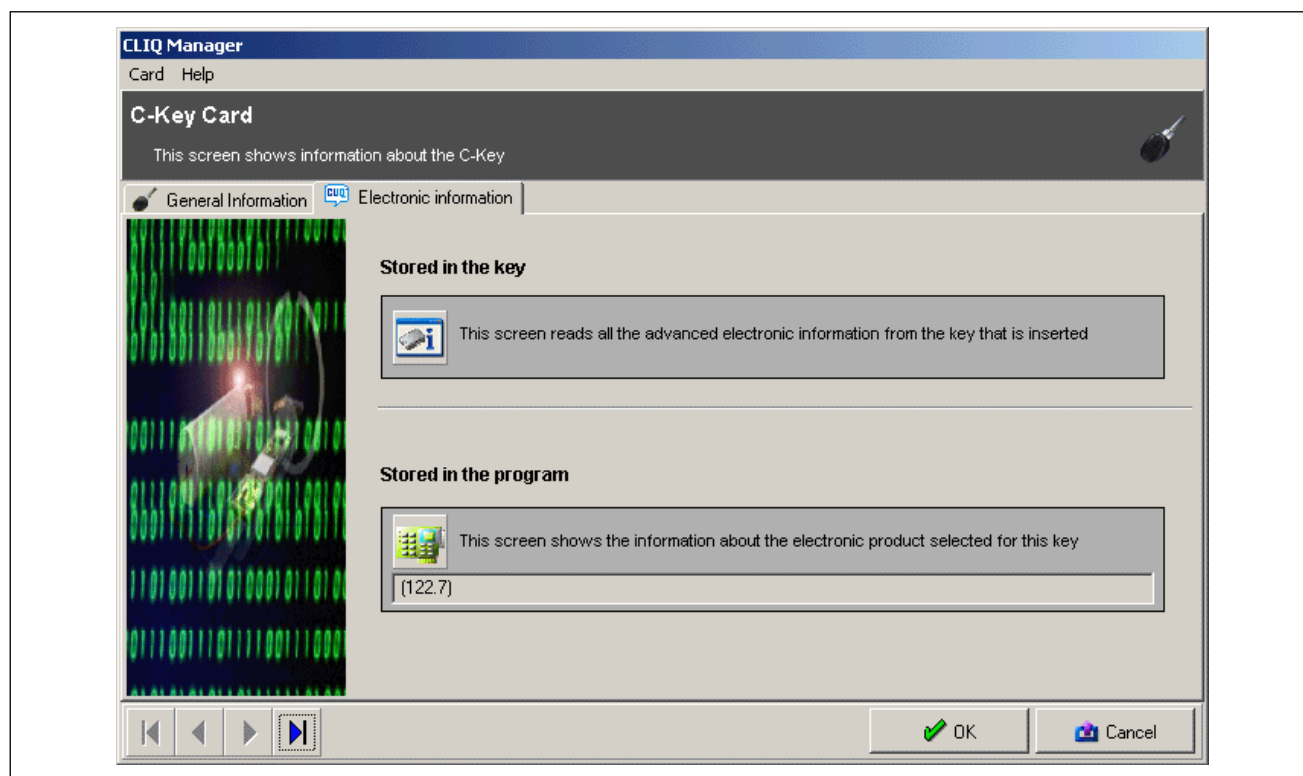 CLIQ Manager
Card Help
C-Key Card
This screen shows information about the C-Key
General Information CLIQ Electronic information
Stored in the key
This screen reads all the advanced electronic information from the key that is inserted
Stored in the program
This screen shows the information about the electronic product selected for this key
(122.7)
OK Cancel